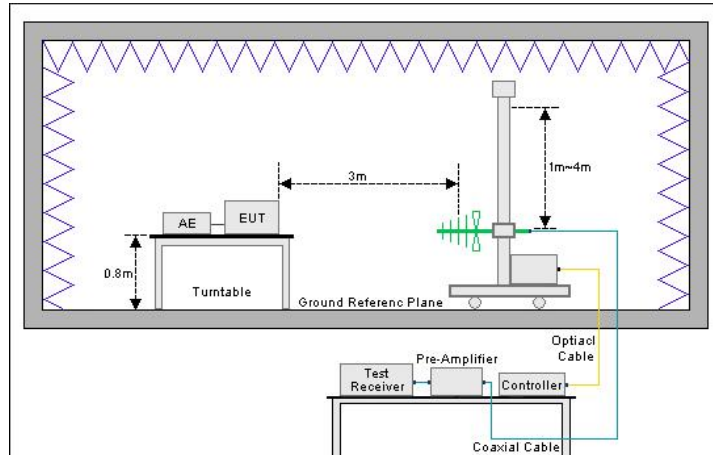 3m
1m~4m
AE
EUT
0.8m
Turntable
Ground Referenc Plane
Optiacl
Cable
Pre-Amplifier
Test
Receiver
Controller
Coaxial Cable